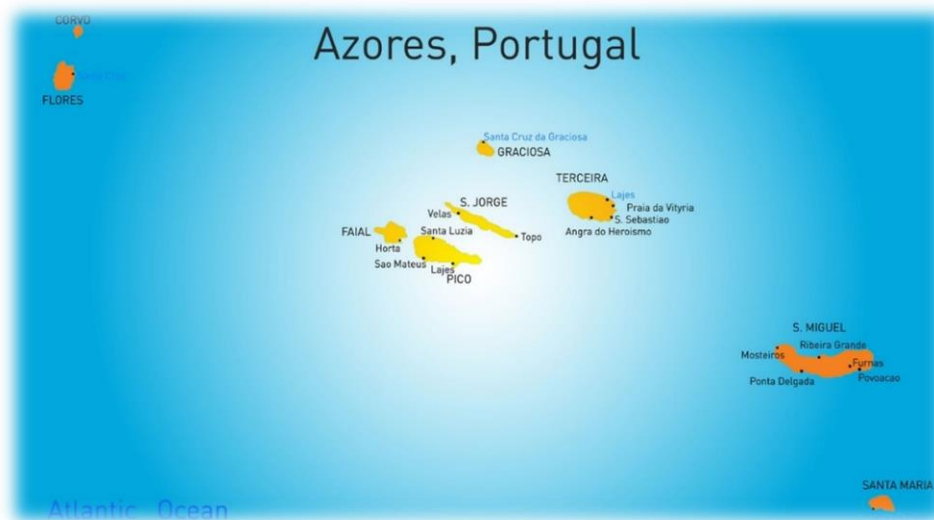 CORVO
Azores, Portugal
Santa Cruz
FLORES
Santa Cruz da Graciosa
GRACIOSA
TERCEIRA
Lajes
Praia da Vityria
S. Sebastiao
Angra do Heroismo
S. JORGE
Velas
Topo
FAIAL
Horta
Santa Luzia
Sao Mateus
Lajes
PICO
S. MIGUEL
Ribeira Grande
Mosteiros
Furnas
Ponta Delgada
Povoacao
SANTA MARIA
Atlantic Ocean